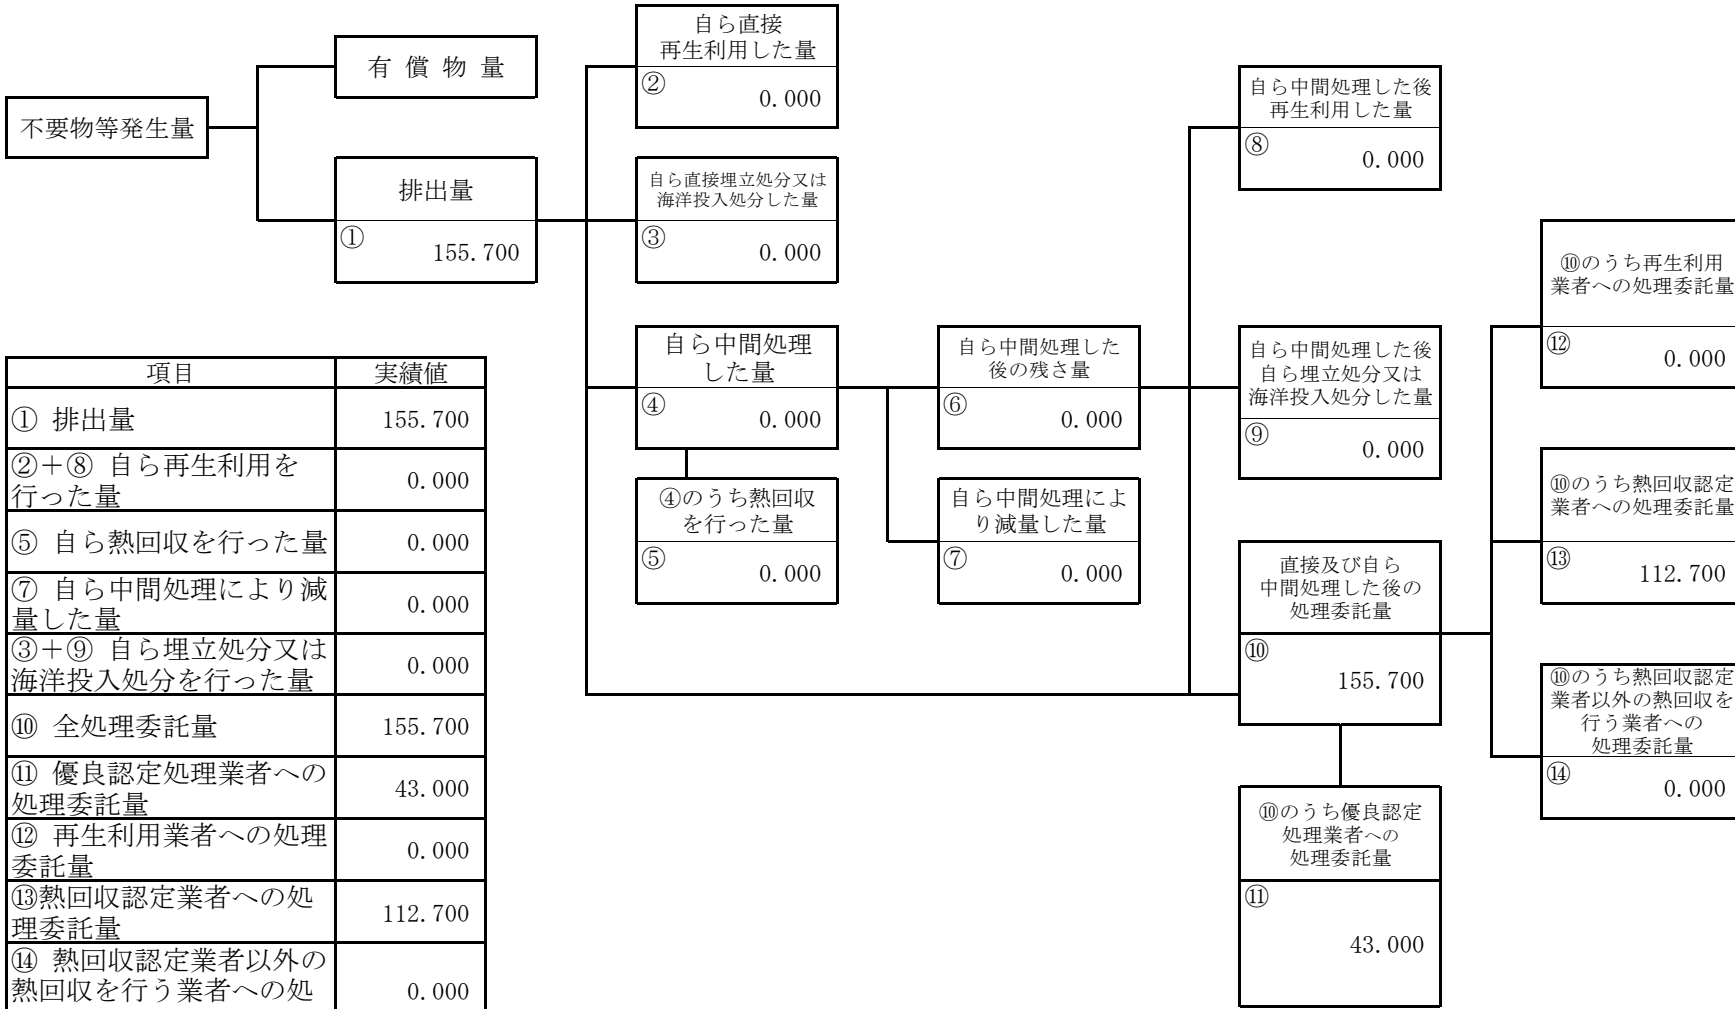 不要物等発生量
有 償 物 量
排出量
①
155.700
自ら直接
再生利用した量
②
0.000
自ら直接埋立処分又は
海洋投入処分した量
③
0.000
自ら中間処理
した量
④
0.000
④のうち熱回収
を行った量
⑤
0.000
自ら中間処理した
後の残さ量
⑥
0.000
自ら中間処理によ
り減量した量
⑦
0.000
自ら中間処理した後
再生利用した量
⑧
0.000
自ら中間処理した後
自ら埋立処分又は
海洋投入処分した量
⑨
0.000
直接及び自ら
中間処理した後の
処理委託量
⑩
155.700
⑩のうち優良認定
処理業者への
処理委託量
⑪
43.000
⑩のうち再生利用
業者への処理委託量
⑫
0.000
⑩のうち熱回収認定
業者への処理委託量
⑬
112.700
⑩のうち熱回収認定
業者以外の熱回収を
行う業者への
処理委託量
⑭
0.000
項目 実績値
① 排出量 155.700
②＋⑧ 自ら再生利用を
行った量 0.000
⑤ 自ら熱回収を行った量 0.000
⑦ 自ら中間処理により減
量した量 0.000
③＋⑨ 自ら埋立処分又は
海洋投入処分を行った量 0.000
⑩ 全処理委託量 155.700
⑪ 優良認定処理業者への
処理委託量 43.000
⑫ 再生利用業者への処理
委託量 0.000
⑬熱回収認定業者への処
理委託量 112.700
⑭ 熱回収認定業者以外の
熱回収を行う業者への処 0.000